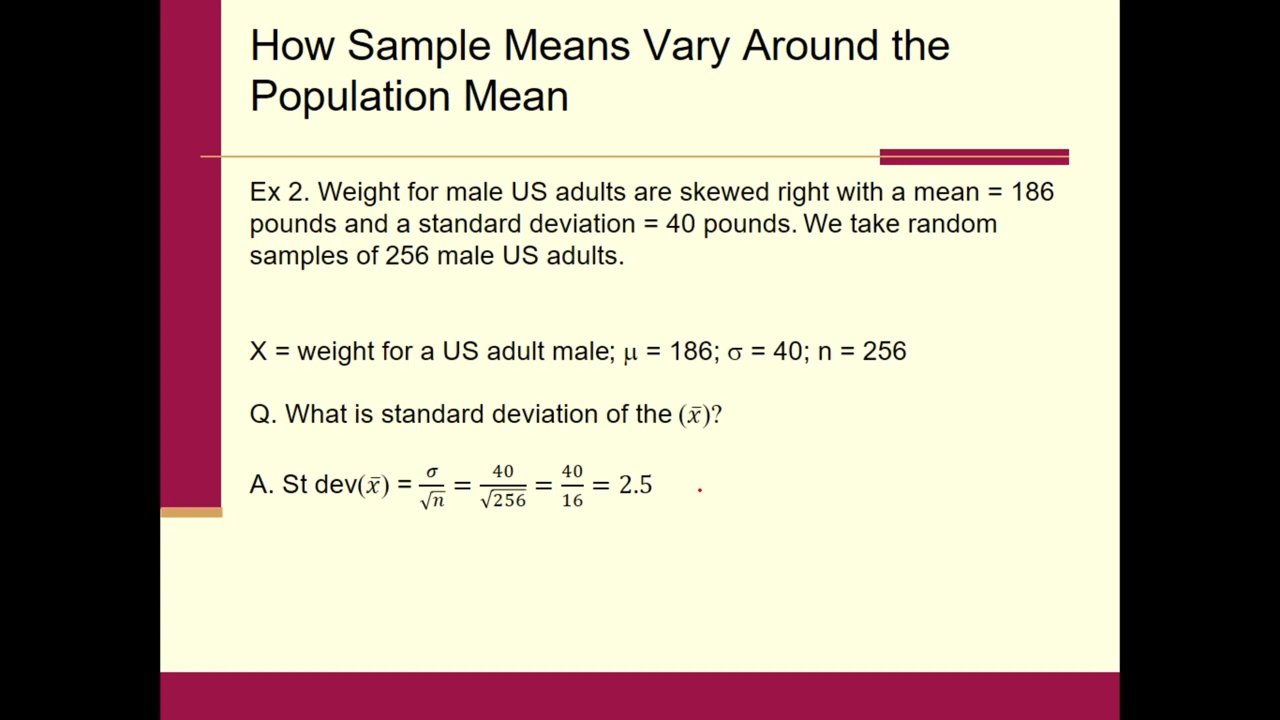 How Sample Means Vary Around the
Population Mean
Ex 2. Weight for male US adults are skewed right with a mean = 186
pounds and a standard deviation = 40 pounds. We take random
samples of 256 male US adults.
X = weight for a US adult male; μ = 186; σ = 40; n = 256
Q. What is standard deviation of the (x̄)?
A. St dev(x̄) = σ/√n = 40/√256 = 40/16 = 2.5